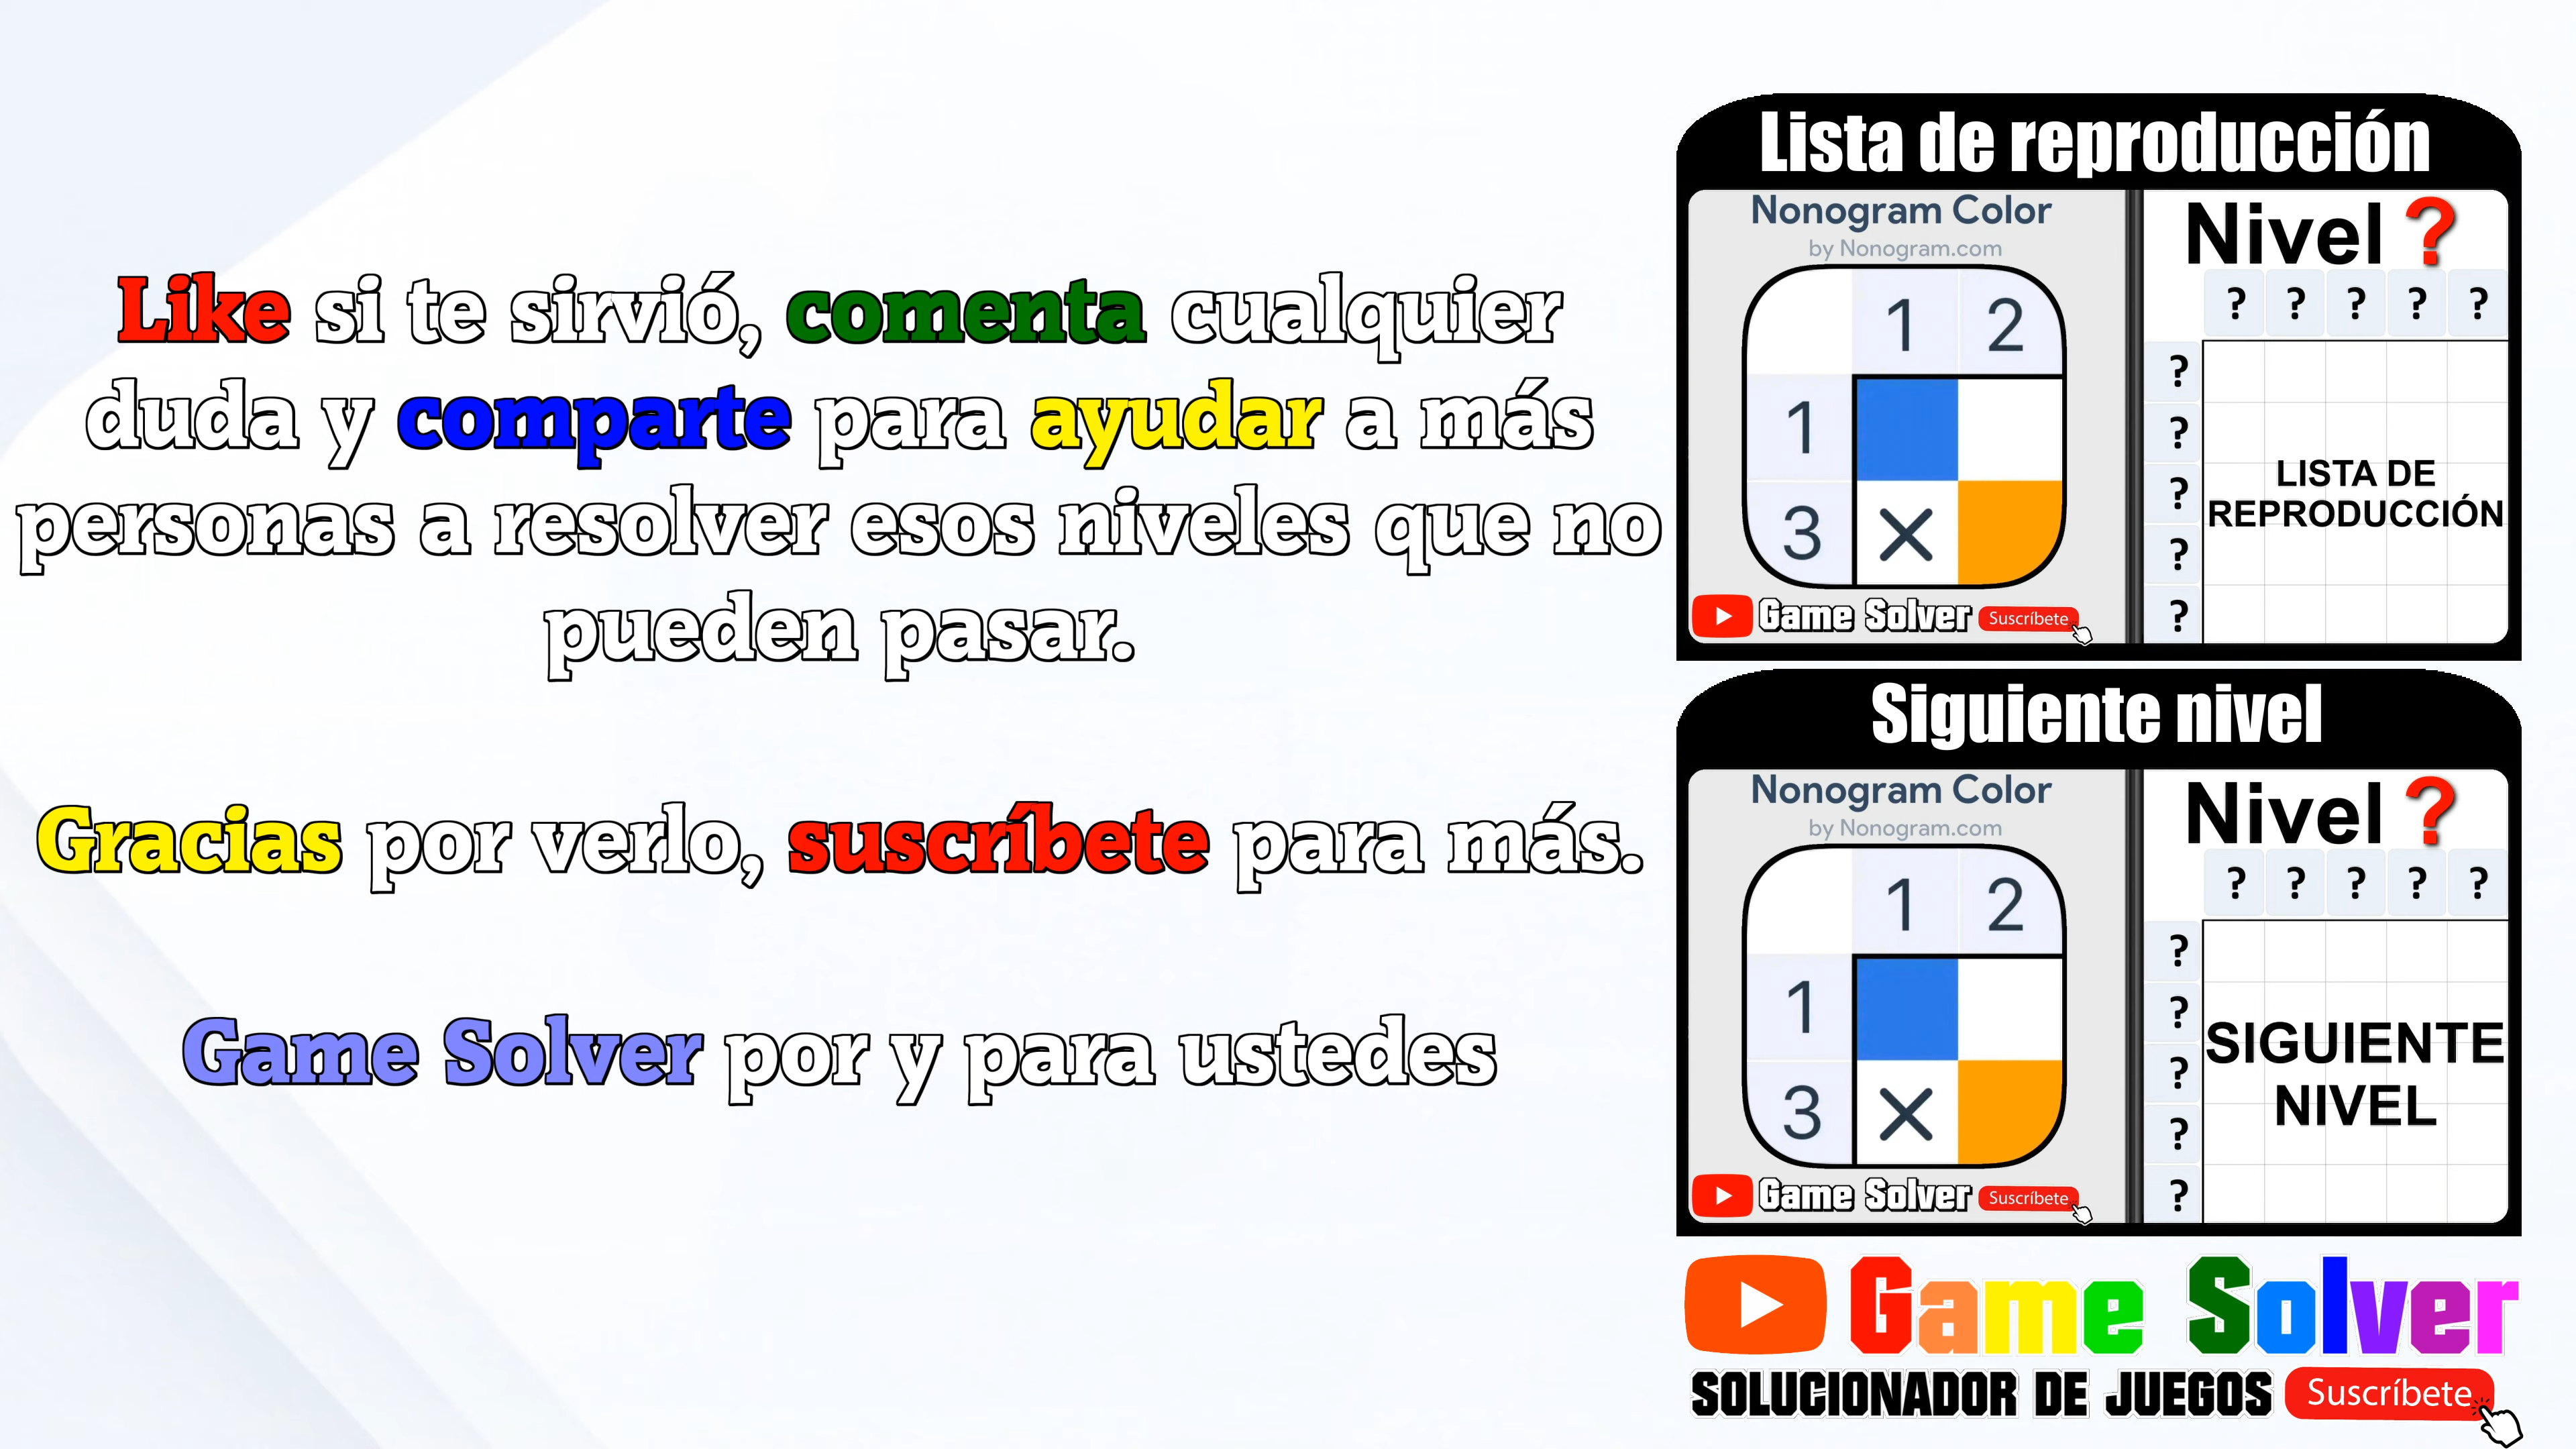 Like si te sirvió, comenta cualquier
duda y comparte para ayudar a más
personas a resolver esos niveles que no
pueden pasar.
Gracias por verlo, suscríbete para más.
Game Solver por y para ustedes
Lista de reproducción
Nonogram Color
by Nonogram.com
1 2
1
3
Game Solver Suscríbete
Nivel ?
? ? ? ? ?
?
?
?
?
?
LISTA DE
REPRODUCCIÓN
Siguiente nivel
Nonogram Color
by Nonogram.com
1 2
1
3
Game Solver Suscríbete
Nivel ?
? ? ? ? ?
?
?
?
?
?
SIGUIENTE
NIVEL
Game Solver
SOLUCIONADOR DE JUEGOS Suscríbete